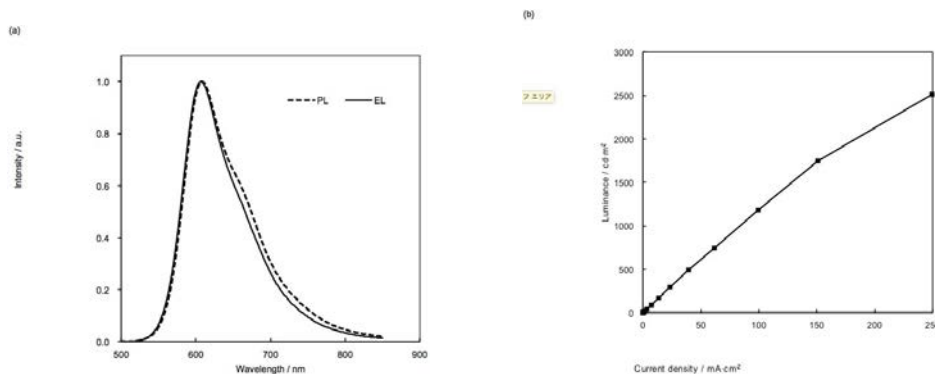 (a)
Intensity / a.u.
1.0
0.8
0.6
0.4
0.2
0.0
PL
EL
500
600
700
800
900
Wavelength / nm
(b)
フ エリア
Luminance / cd·m²
3000
2500
2000
1500
1000
500
0
0
50
100
150
200
250
Current density / mA·cm²